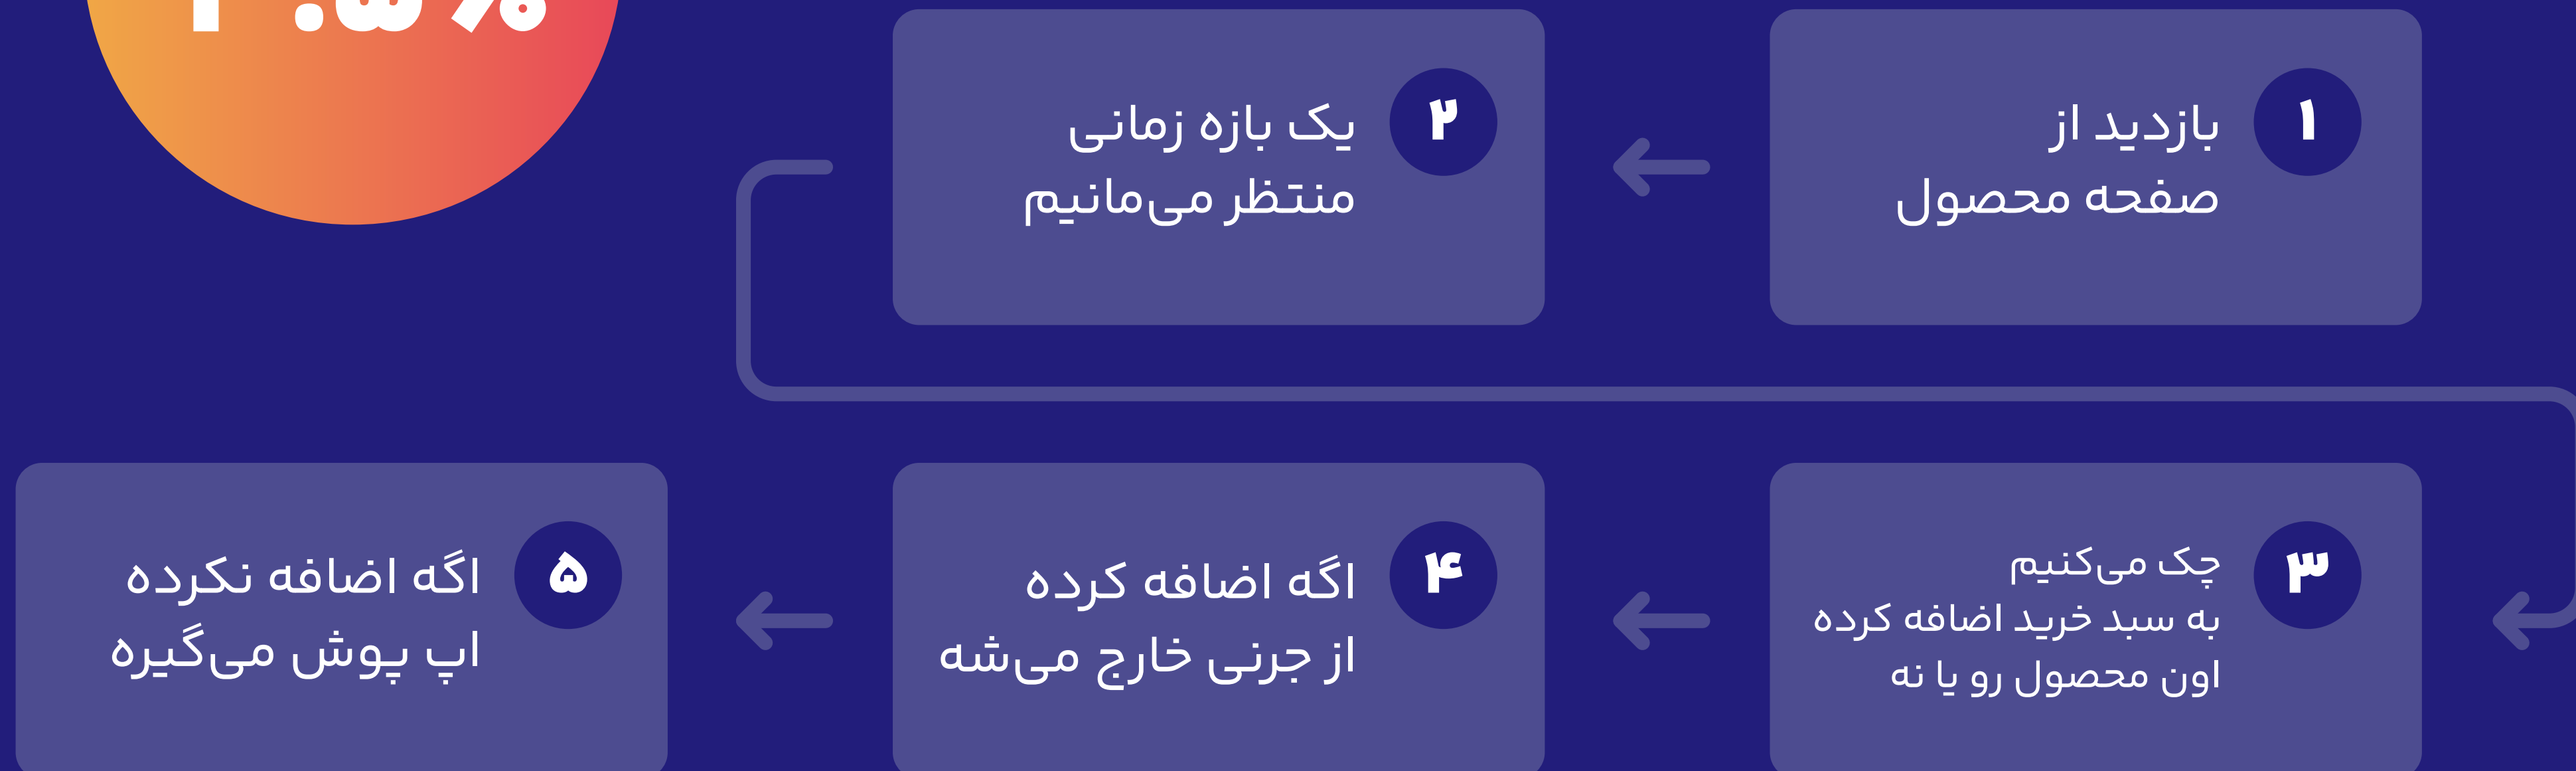 ۱
بازدید از
صفحه محصول
۲
یک بازه زمانی
منتظر می‌مانیم
۳
چک می‌کنیم
به سبد خرید اضافه کرده
اون محصول رو یا نه
۴
اگه اضافه کرده
از جرنی خارج می‌شه
۵
اگه اضافه نکرده
اپ پوش می‌گیره